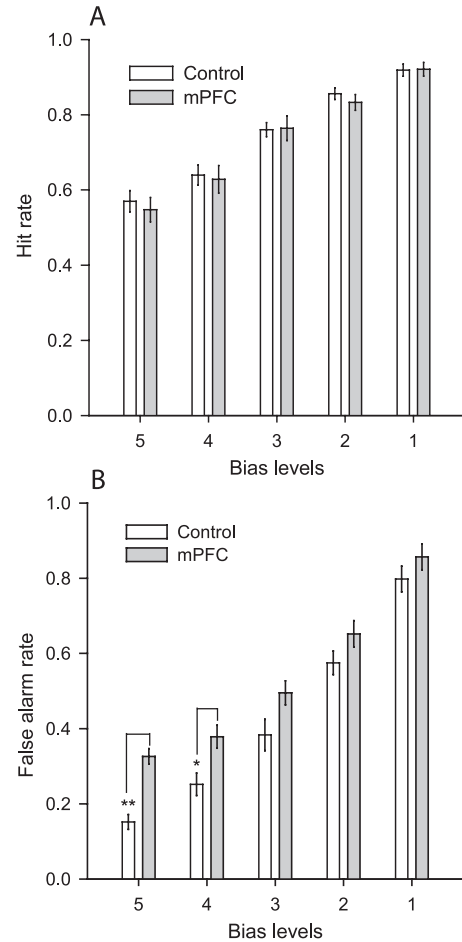 A
1.0
Control
mPFC
0.8
0.6
0.4
0.2
0.0
Hit rate
5 4 3 2 1
Bias levels
B
1.0
Control
mPFC
0.8
0.6
0.4
0.2
0.0
False alarm rate
**
*
5 4 3 2 1
Bias levels